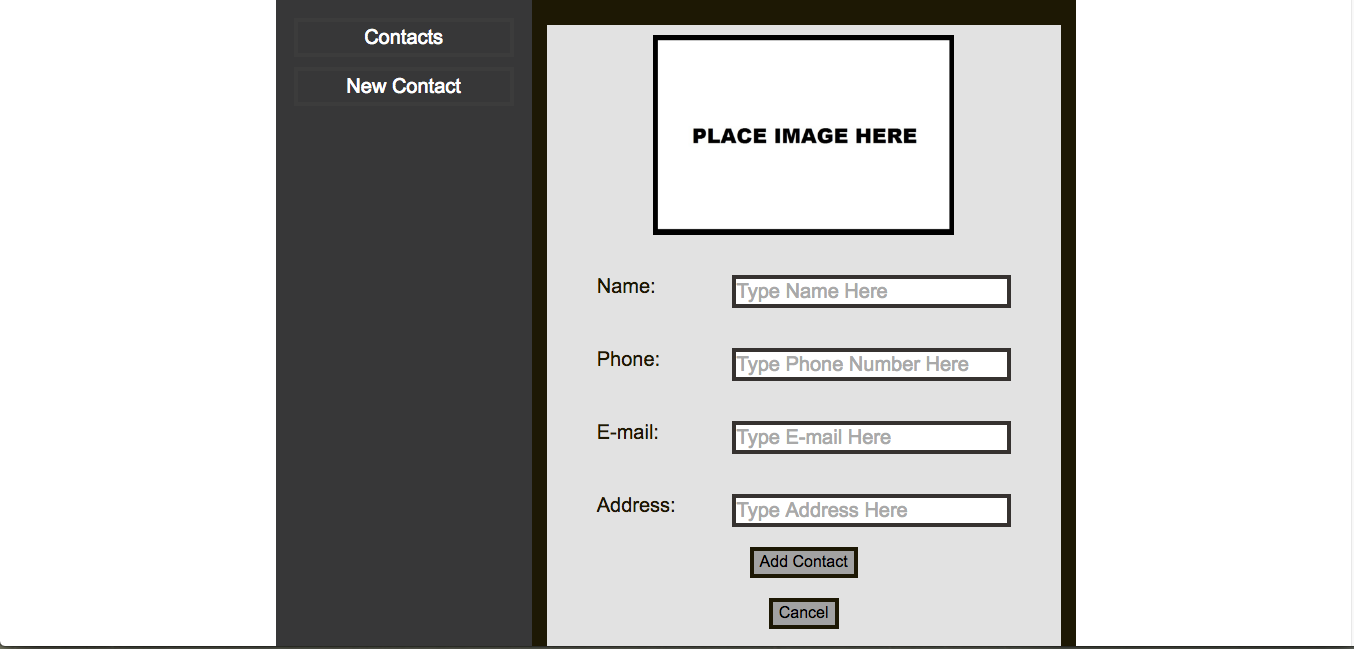 Contacts
New Contact
PLACE IMAGE HERE
Name:
Type Name Here
Phone:
Type Phone Number Here
E-mail:
Type E-mail Here
Address:
Type Address Here
Add Contact
Cancel